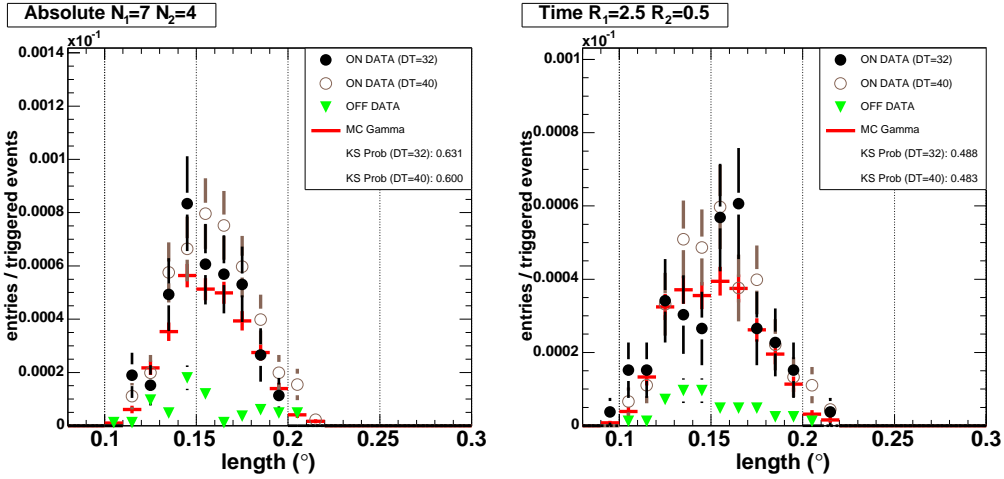 Absolute N1=7 N2=4
×10⁻¹
0.0014
0.0012
0.001
0.0008
0.0006
0.0004
0.0002
0
entries / triggered events
ON DATA (DT=32)
ON DATA (DT=40)
OFF DATA
MC Gamma
KS Prob (DT=32): 0.631
KS Prob (DT=40): 0.600
0.1 0.15 0.2 0.25 0.3
length (°)
Time R1=2.5 R2=0.5
×10⁻¹
0.001
0.0008
0.0006
0.0004
0.0002
0
entries / triggered events
ON DATA (DT=32)
ON DATA (DT=40)
OFF DATA
MC Gamma
KS Prob (DT=32): 0.488
KS Prob (DT=40): 0.483
0.1 0.15 0.2 0.25 0.3
length (°)